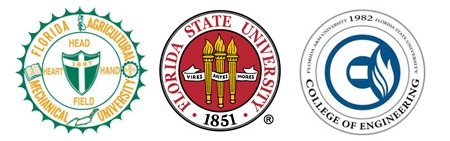 FLORIDA AGRICULTURAL
MECHANICAL UNIVERSITY
HEAD
1887
HEART
HAND
FIELD
FLORIDA STATE UNIVERSITY
VIRES ARTES MORES
1851
®
FLORIDA A&M UNIVERSITY 1982 FLORIDA STATE UNIVERSITY
COLLEGE OF ENGINEERING